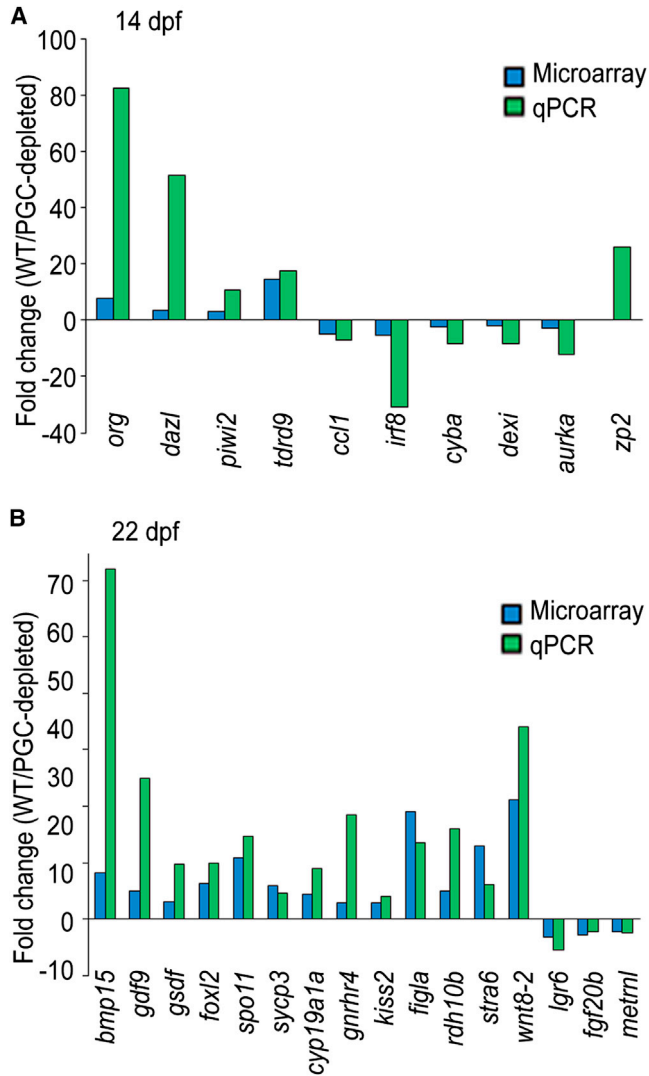 A
14 dpf
Fold change (WT/PGC-depleted)
100
80
60
40
20
0
-20
-40
Microarray
qPCR
org
dazl
piwi2
tdrd9
ccl1
irf8
cyba
dexi
aurka
zp2
B
22 dpf
Fold change (WT/PGC-depleted)
70
60
50
40
30
20
10
0
-10
Microarray
qPCR
bmp15
gdf9
gsdf
foxl2
spo11
sycp3
cyp19a1a
gnrhr4
kiss2
figla
rdh10b
stra6
wnt8-2
lgr6
fgf20b
metrnl